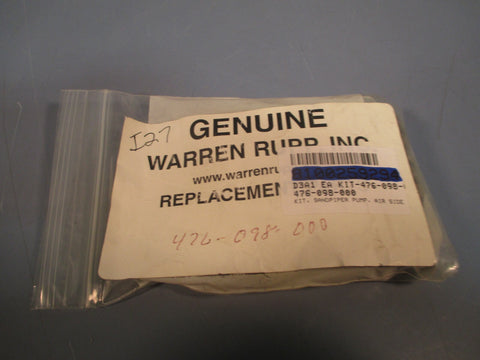 I27
GENUINE
WARREN RUPP, INC.
www.warrenru
REPLACEMEN
D3A1 EA KIT-476-098-
476-098-000
KIT, SANDPIPER PUMP, AIR SIDE
476-098-000